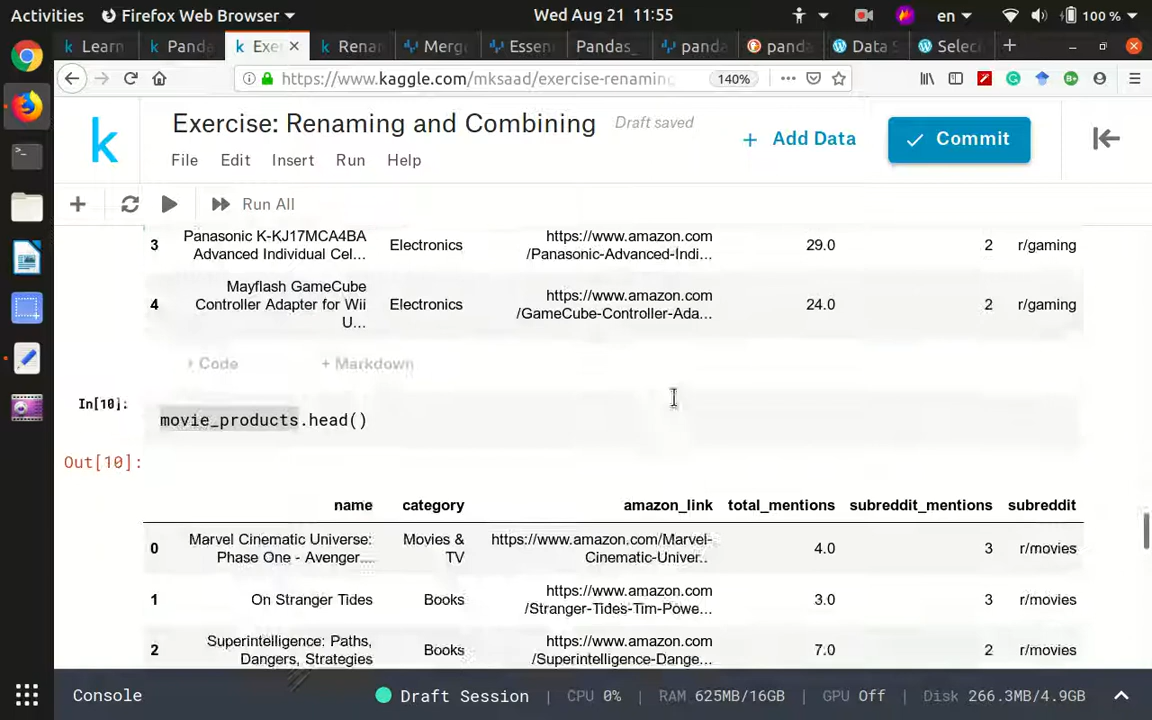 Activities Firefox Web Browser Wed Aug 21 11:55 en 100 %
Learn Panda Exe Renam Merg Essen Pandas_ panda panda Data S Selec
https://www.kaggle.com/mksaad/exercise-renaming 140%
k Exercise: Renaming and Combining Draft saved
+ Add Data Commit
File Edit Insert Run Help
Run All
3 Panasonic K-KJ17MCA4BA Advanced Individual Cel... Electronics https://www.amazon.com /Panasonic-Advanced-Indi... 29.0 2 r/gaming
4 Mayflash GameCube Controller Adapter for Wii U... Electronics https://www.amazon.com /GameCube-Controller-Ada... 24.0 2 r/gaming
Code + Markdown
In[10]:
movie_products.head()
Out[10]:
name category amazon_link total_mentions subreddit_mentions subreddit
0 Marvel Cinematic Universe: Phase One - Avenger.... Movies & TV https://www.amazon.com/Marvel- Cinematic-Univer.. 4.0 3 r/movies
1 On Stranger Tides Books https://www.amazon.com /Stranger-Tides-Tim-Powe... 3.0 3 r/movies
2 Superintelligence: Paths, Dangers, Strategies Books https://www.amazon.com /Superintelligence-Dange... 7.0 2 r/movies
Console Draft Session | CPU 0% | RAM 625MB/16GB | GPU Off | Disk 266.3MB/4.9GB